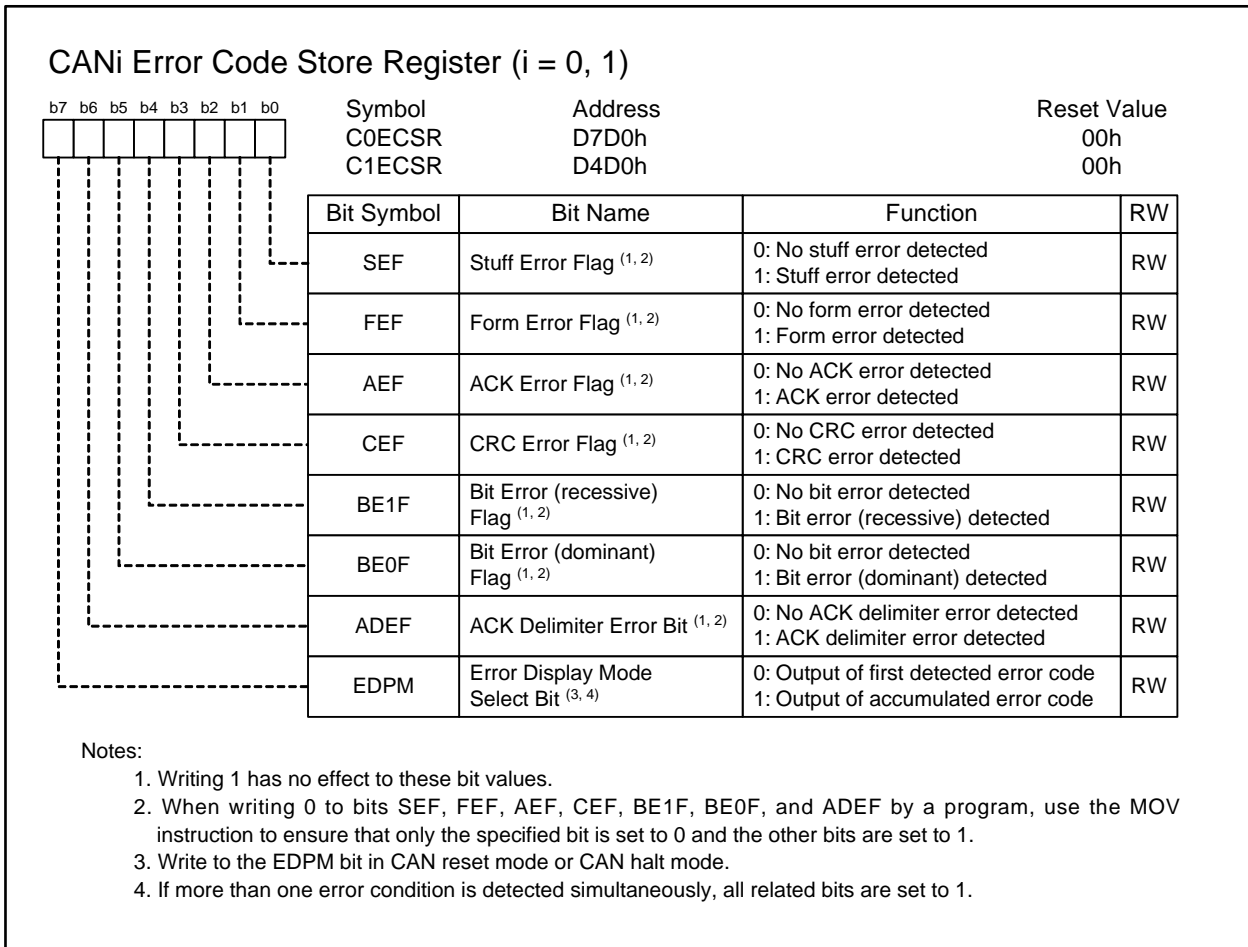 CANi Error Code Store Register (i = 0, 1)
b7 b6 b5 b4 b3 b2 b1 b0
Symbol Address Reset Value
C0ECSR D7D0h 00h
C1ECSR D4D0h 00h
Bit Symbol Bit Name Function RW
SEF Stuff Error Flag (1, 2) 0: No stuff error detected
1: Stuff error detected RW
FEF Form Error Flag (1, 2) 0: No form error detected
1: Form error detected RW
AEF ACK Error Flag (1, 2) 0: No ACK error detected
1: ACK error detected RW
CEF CRC Error Flag (1, 2) 0: No CRC error detected
1: CRC error detected RW
BE1F Bit Error (recessive) 0: No bit error detected
Flag (1, 2) 1: Bit error (recessive) detected RW
BE0F Bit Error (dominant) 0: No bit error detected
Flag (1, 2) 1: Bit error (dominant) detected RW
ADEF ACK Delimiter Error Bit (1, 2) 0: No ACK delimiter error detected
1: ACK delimiter error detected RW
EDPM Error Display Mode 0: Output of first detected error code
Select Bit (3, 4) 1: Output of accumulated error code RW
Notes:
1. Writing 1 has no effect to these bit values.
2. When writing 0 to bits SEF, FEF, AEF, CEF, BE1F, BE0F, and ADEF by a program, use the MOV
instruction to ensure that only the specified bit is set to 0 and the other bits are set to 1.
3. Write to the EDPM bit in CAN reset mode or CAN halt mode.
4. If more than one error condition is detected simultaneously, all related bits are set to 1.